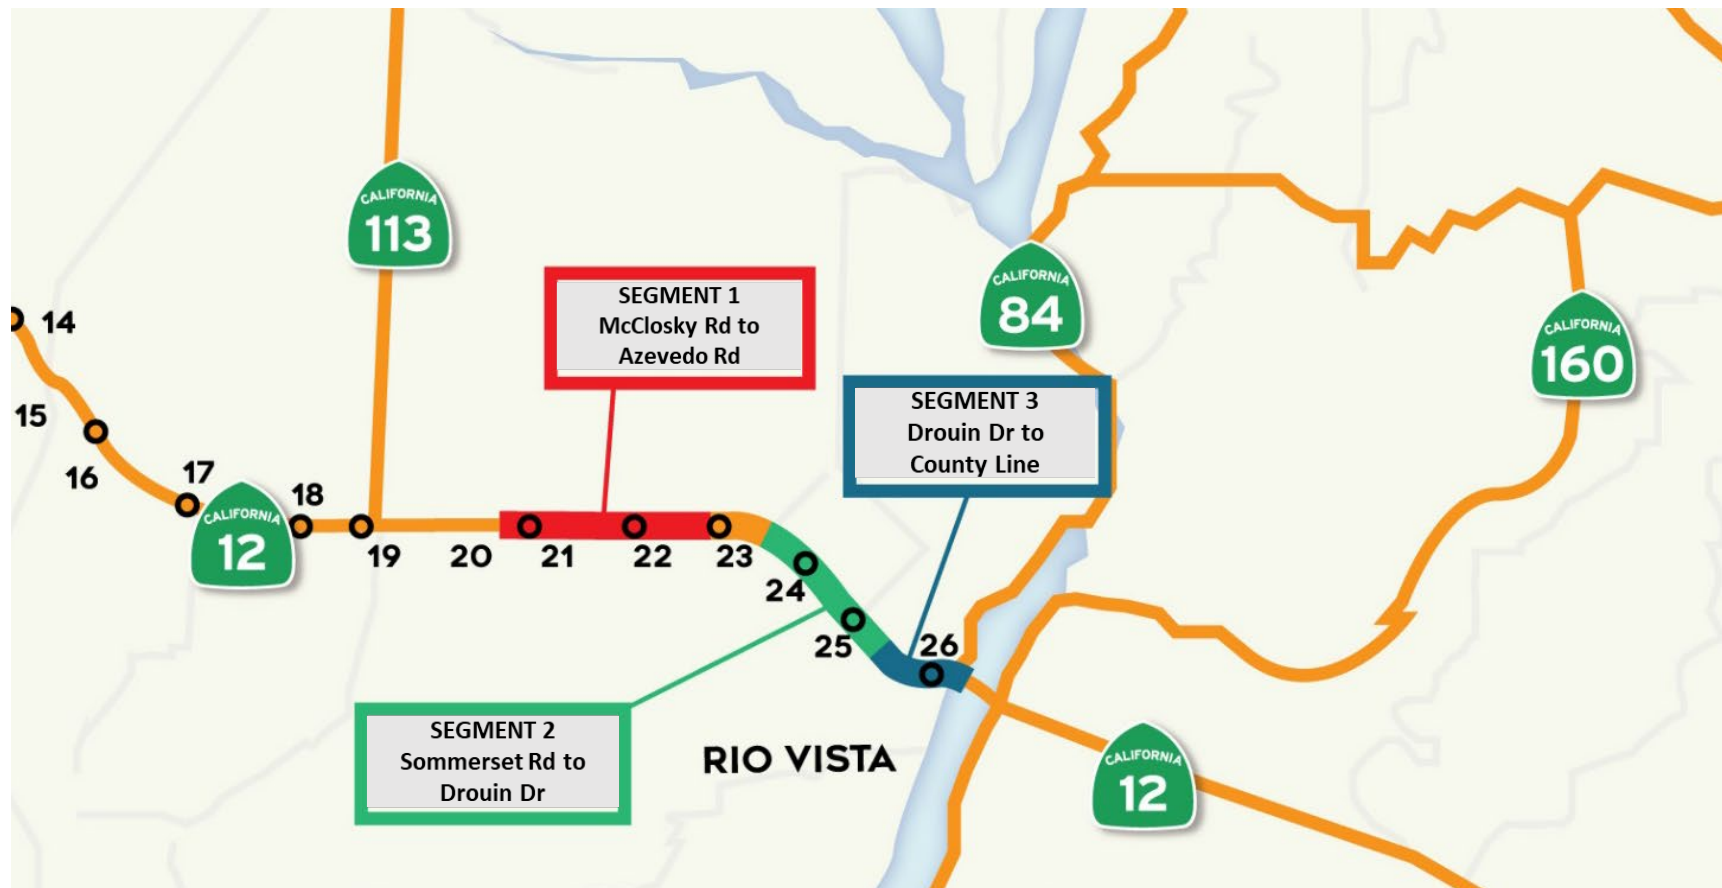 CALIFORNIA
113
SEGMENT 1
McClosky Rd to
Azevedo Rd
CALIFORNIA
84
CALIFORNIA
160
14
15
16
17
CALIFORNIA
12
18
19
20
21
22
23
24
25
26
SEGMENT 3
Drouin Dr to
County Line
SEGMENT 2
Sommerset Rd to
Drouin Dr
RIO VISTA
CALIFORNIA
12